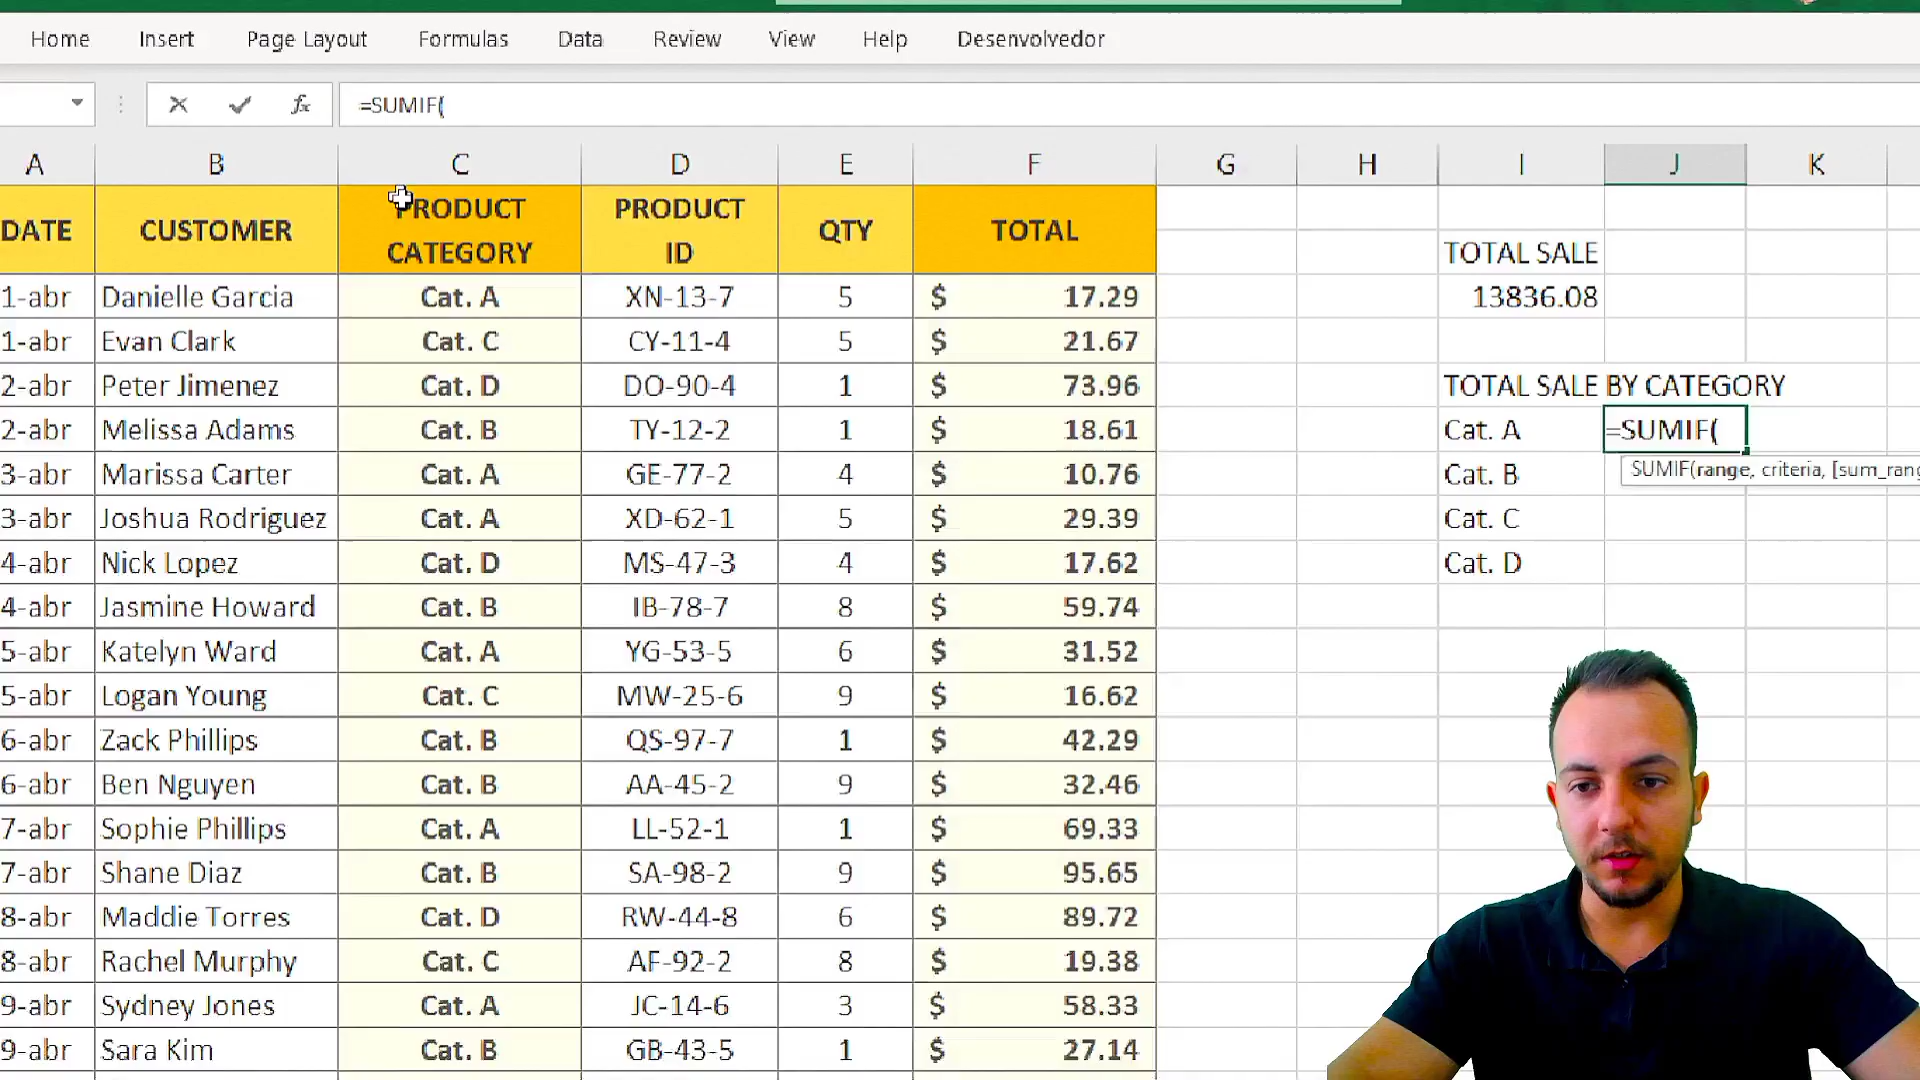 Home Insert Page Layout Formulas Data Review View Help Desenvolvedor
fx =SUMIF(
A B C D E F G H I J K
DATE CUSTOMER PRODUCT CATEGORY PRODUCT ID QTY TOTAL
TOTAL SALE
1-abr Danielle Garcia Cat. A XN-13-7 5 $ 17.29 13836.08
1-abr Evan Clark Cat. C CY-11-4 5 $ 21.67
2-abr Peter Jimenez Cat. D DO-90-4 1 $ 73.96 TOTAL SALE BY CATEGORY
2-abr Melissa Adams Cat. B TY-12-2 1 $ 18.61 Cat. A =SUMIF(
SUMIF(range, criteria, [sum_rang
3-abr Marissa Carter Cat. A GE-77-2 4 $ 10.76 Cat. B
3-abr Joshua Rodriguez Cat. A XD-62-1 5 $ 29.39 Cat. C
4-abr Nick Lopez Cat. D MS-47-3 4 $ 17.62 Cat. D
4-abr Jasmine Howard Cat. B IB-78-7 8 $ 59.74
5-abr Katelyn Ward Cat. A YG-53-5 6 $ 31.52
5-abr Logan Young Cat. C MW-25-6 9 $ 16.62
6-abr Zack Phillips Cat. B QS-97-7 1 $ 42.29
6-abr Ben Nguyen Cat. B AA-45-2 9 $ 32.46
7-abr Sophie Phillips Cat. A LL-52-1 1 $ 69.33
7-abr Shane Diaz Cat. B SA-98-2 9 $ 95.65
8-abr Maddie Torres Cat. D RW-44-8 6 $ 89.72
8-abr Rachel Murphy Cat. C AF-92-2 8 $ 19.38
9-abr Sydney Jones Cat. A JC-14-6 3 $ 58.33
9-abr Sara Kim Cat. B GB-43-5 1 $ 27.14